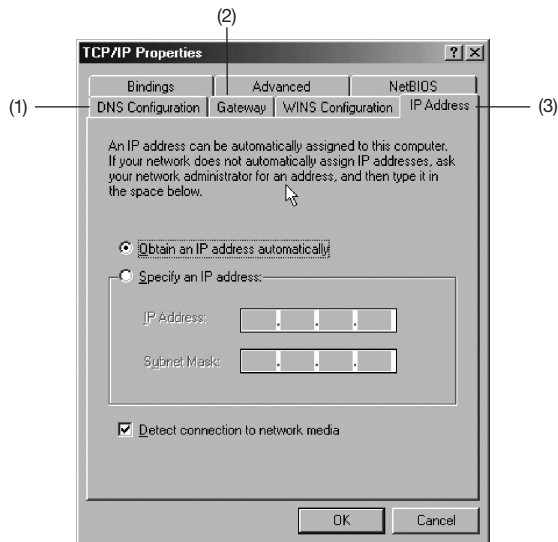 (2)
TCP/IP Properties
Bindings Advanced NetBIOS
(1) DNS Configuration Gateway WINS Configuration IP Address (3)
An IP address can be automatically assigned to this computer.
If your network does not automatically assign IP addresses, ask
your network administrator for an address, and then type it in
the space below.
Obtain an IP address automatically
Specify an IP address:
IP Address:
Subnet Mask:
Detect connection to network media
OK Cancel